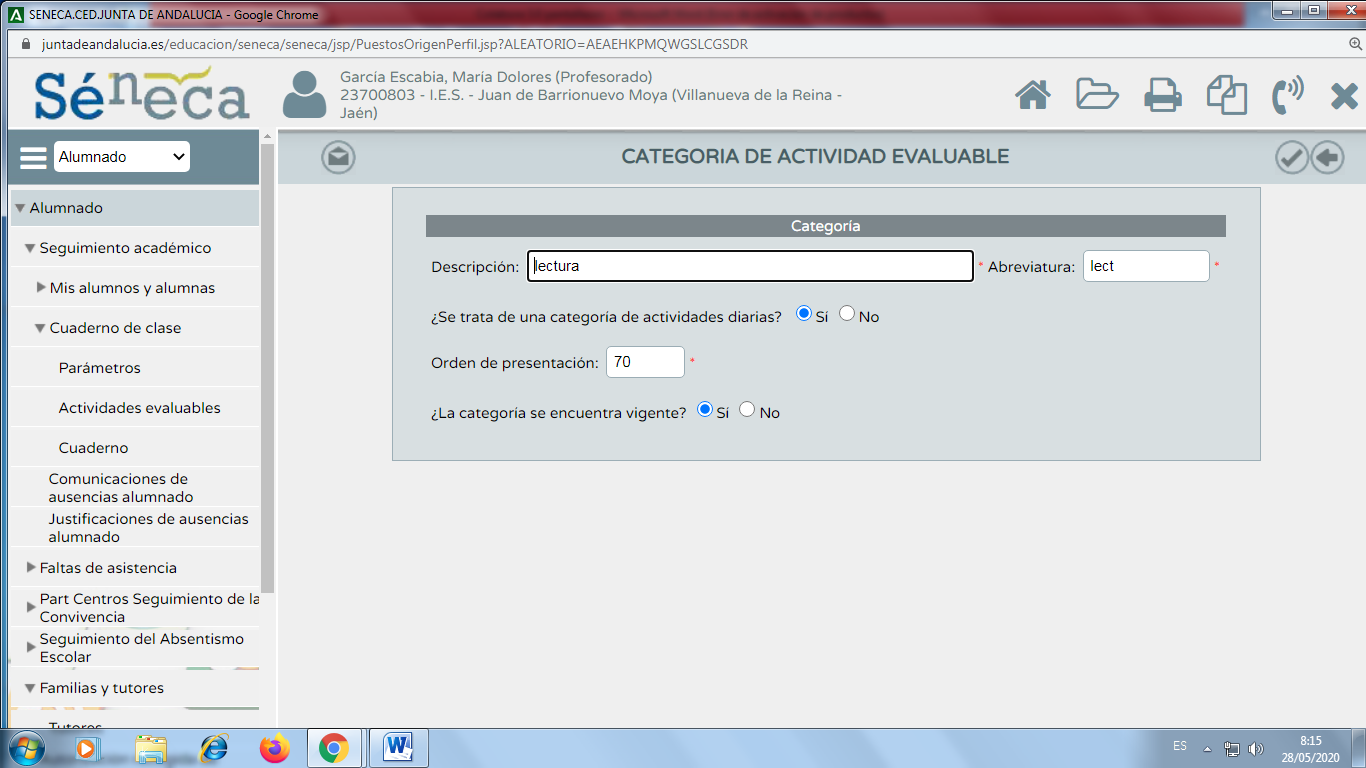 SENECA.CED.JUNTA DE ANDALUCIA - Google Chrome
juntadeandalucia.es/educacion/seneca/seneca/jsp/PuestosOrigenPerfil.jsp?ALEATORIO=AEAEHKPMQWGSLCGSDR
Séneca
García Escabia, María Dolores (Profesorado)
23700803 - I.E.S. - Juan de Barrionuevo Moya (Villanueva de la Reina -
Jaén)
Alumnado
CATEGORIA DE ACTIVIDAD EVALUABLE
Alumnado
Seguimiento académico
Mis alumnos y alumnas
Cuaderno de clase
Parámetros
Actividades evaluables
Cuaderno
Comunicaciones de
ausencias alumnado
Justificaciones de ausencias
alumnado
Faltas de asistencia
Part Centros Seguimiento de la
Convivencia
Seguimiento del Absentismo
Escolar
Familias y tutores
Tutores
Categoría
Descripción: lectura * Abreviatura: lect *
¿Se trata de una categoría de actividades diarias? Sí No
Orden de presentación: 70 *
¿La categoría se encuentra vigente? Sí No
ES
8:15
28/05/2020